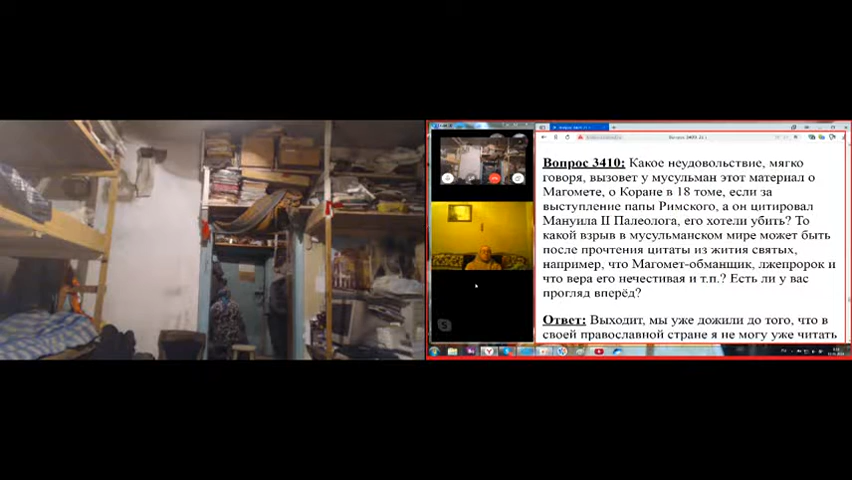 Вопрос 3410: Какое неудовольствие, мягко
говоря, вызовет у мусульман этот материал о
Магомете, о Коране в 18 томе, если за
выступление папы Римского, а он цитировал
Мануила II Палеолога, его хотели убить? То
какой взрыв в мусульманском мире может быть
после прочтения цитаты из жития святых,
например, что Магомет-обманщик, лжепророк и
что вера его нечестивая и т.п.? Есть ли у вас
прогляд вперёд?
Ответ: Выходит, мы уже дожили до того, что в
своей православной стране я не могу уже читать